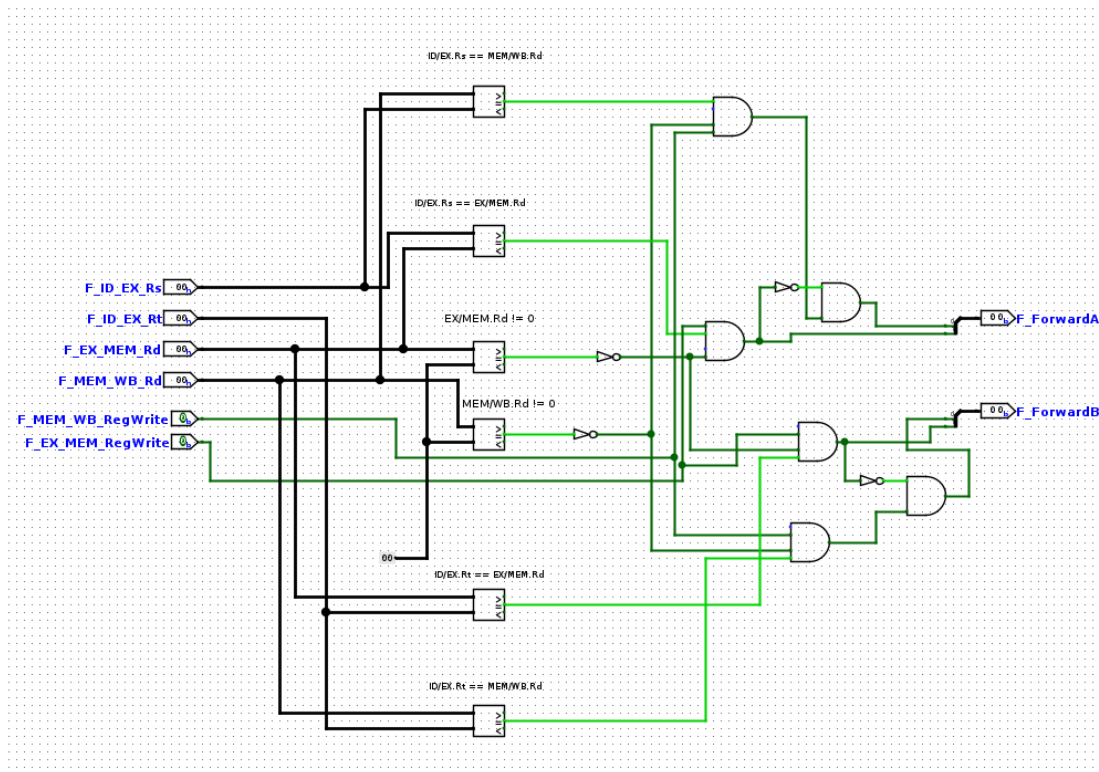 ID/EX.Rs == MEM/WB.Rd
ID/EX.Rs == EX/MEM.Rd
F_ID_EX_Rs
F_ID_EX_Rt
EX/MEM.Rd != 0
F_EX_MEM_Rd
F_MEM_WB_Rd
MEM/WB.Rd != 0
F_MEM_WB_RegWrite
F_EX_MEM_RegWrite
F_ForwardA
F_ForwardB
00
ID/EX.Rt == EX/MEM.Rd
ID/EX.Rt == MEM/WB.Rd